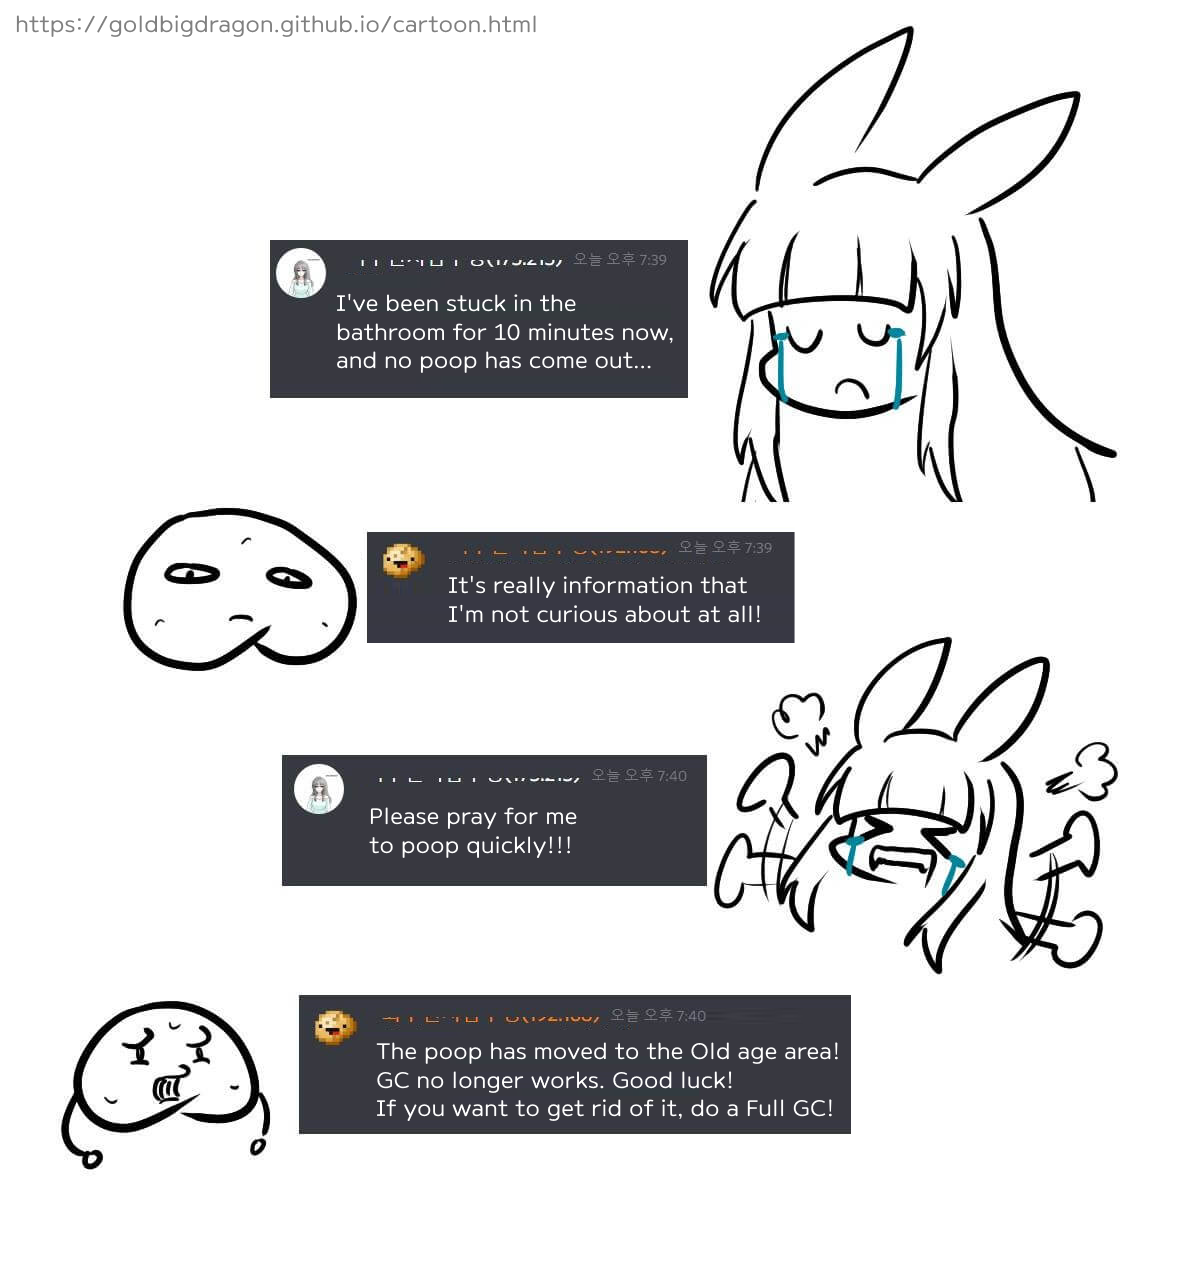 https://goldbigdragon.github.io/cartoon.html
오늘 오후 7:39
I've been stuck in the
bathroom for 10 minutes now,
and no poop has come out...
오늘 오후 7:39
It's really information that
I'm not curious about at all!
오늘 오후 7:40
Please pray for me
to poop quickly!!!
오늘 오후 7:40
The poop has moved to the Old age area!
GC no longer works. Good luck!
If you want to get rid of it, do a Full GC!